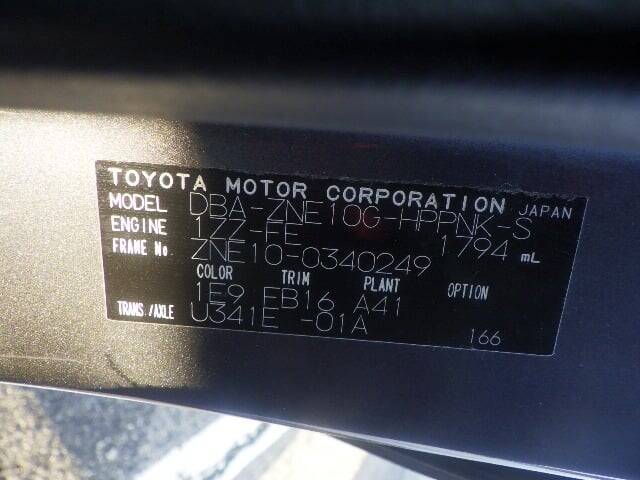 TOYOTA MOTOR CORPORATION JAPAN
MODEL DBA-ZNE10G-HPPNK-S
ENGINE 1ZZ-FE 1794 mL
FRAME No. ZNE10-0340249
COLOR TRIM PLANT OPTION
1E9 EB16 A41
TRANS./AXLE U341E -01A
166